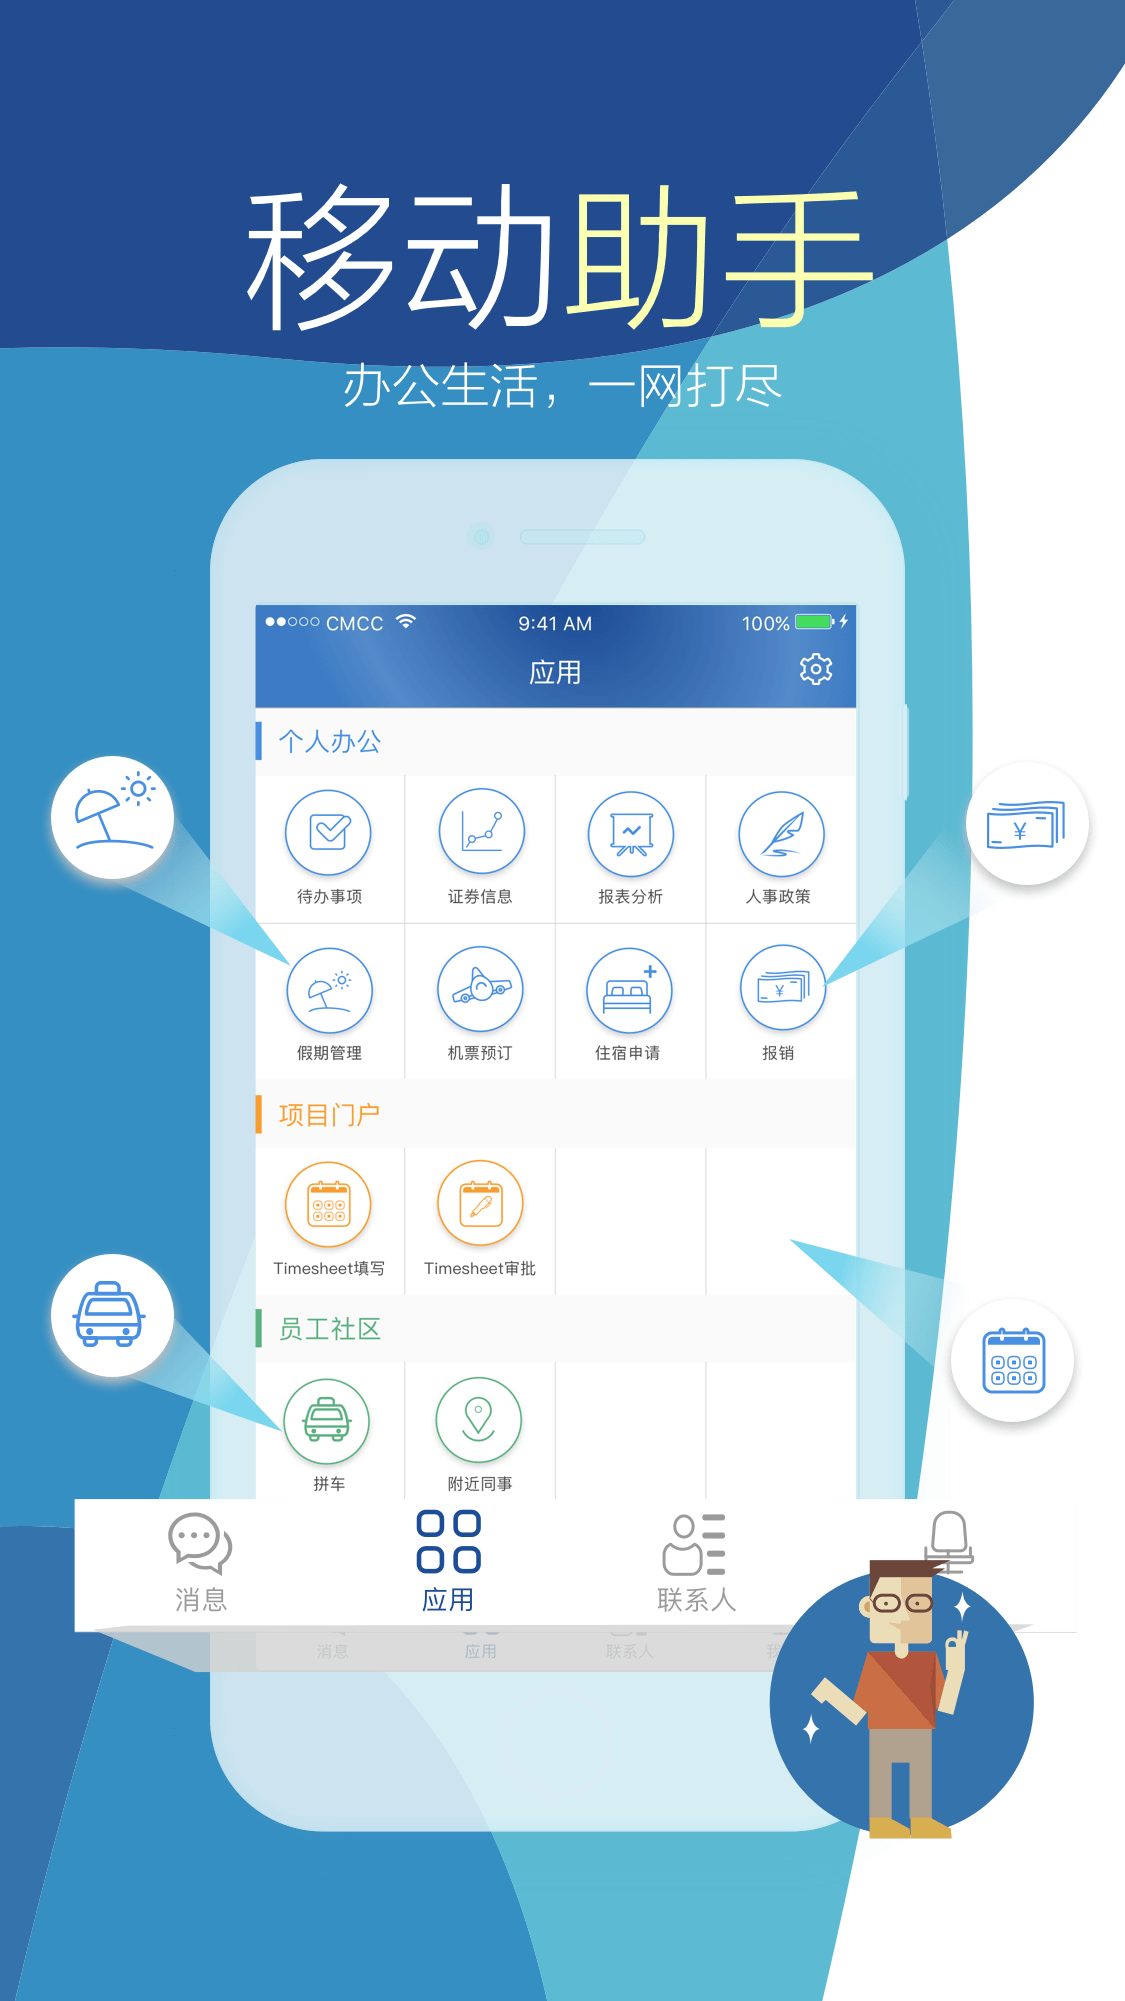 移动助手
办公生活，一网打尽
CMCC 9:41 AM 100%
应用
个人办公
待办事项 证券信息 报表分析 人事政策
¥
¥
假期管理 机票预订 住宿申请 报销
项目门户
Timesheet填写 Timesheet审批
员工社区
拼车 附近同事
消息 应用 联系人
消息 应用 联系人 我